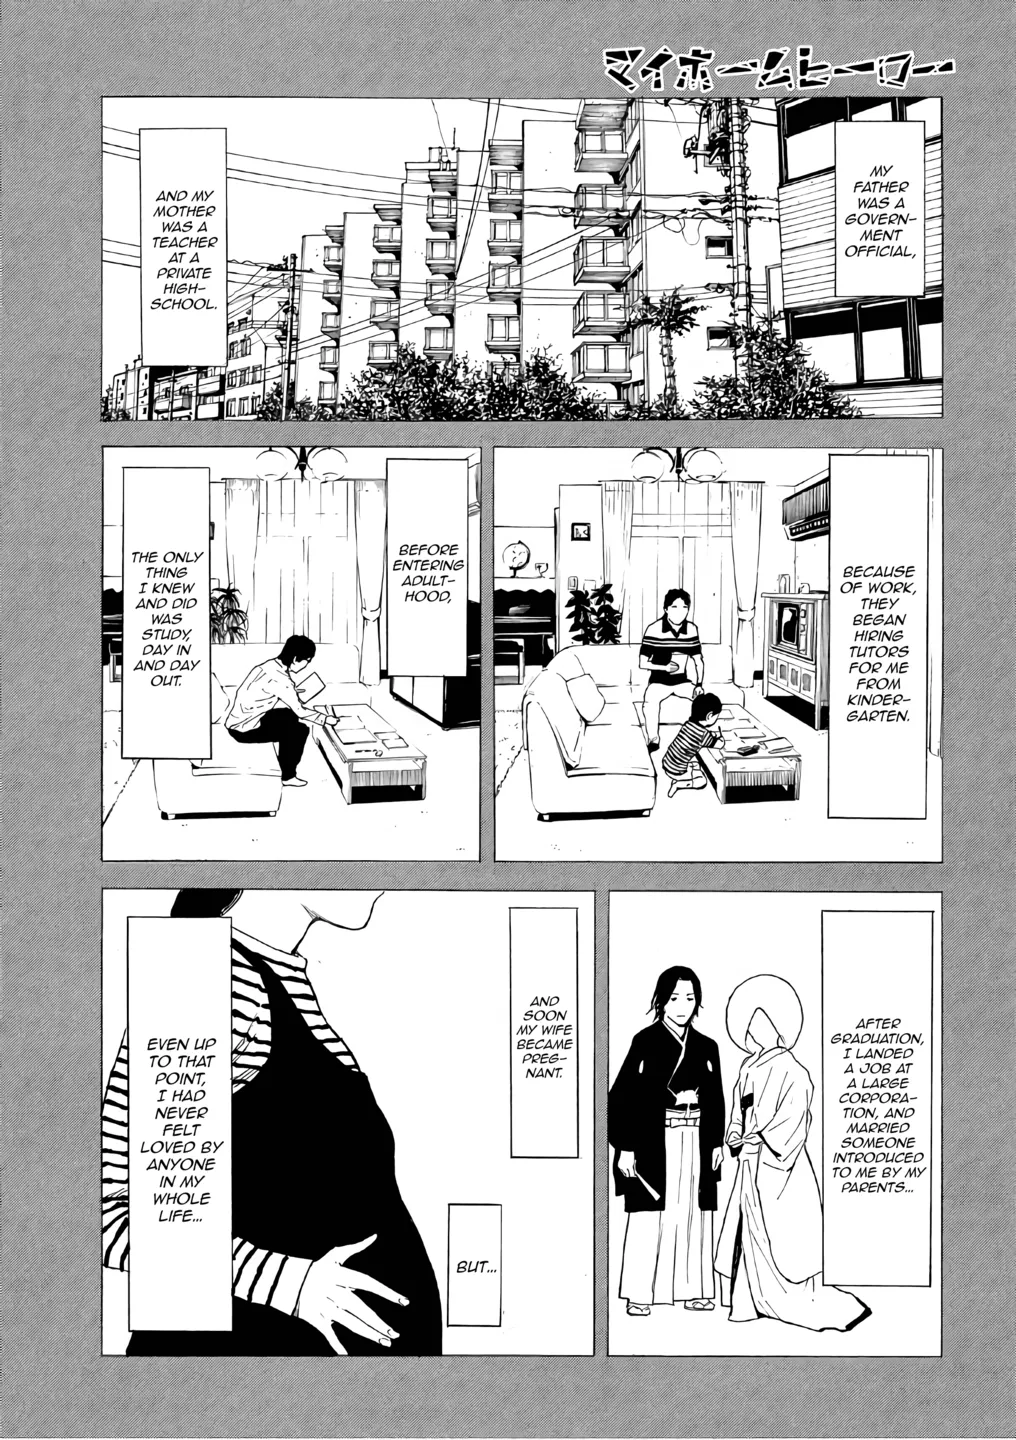 マイホームヒーロー
MY
FATHER
WAS A
GOVERN-
MENT
OFFICIAL,
AND MY
MOTHER
WAS A
TEACHER
AT A
PRIVATE
HIGH-
SCHOOL.
BECAUSE
OF WORK,
THEY
BEGAN
HIRING
TUTORS
FOR ME
FROM
KINDER-
GARTEN.
BEFORE
ENTERING
ADULT-
HOOD,
THE ONLY
THING
I KNEW
AND DID
WAS
STUDY,
DAY IN
AND DAY
OUT.
AFTER
GRADUATION,
I LANDED
A JOB AT
A LARGE
CORPORA-
TION, AND
MARRIED
SOMEONE
INTRODUCED
TO ME BY MY
PARENTS...
AND
SOON
MY WIFE
BECAME
PREG-
NANT.
BUT...
EVEN UP
TO THAT
POINT,
I HAD
NEVER
FELT
LOVED BY
ANYONE
IN MY
WHOLE
LIFE...